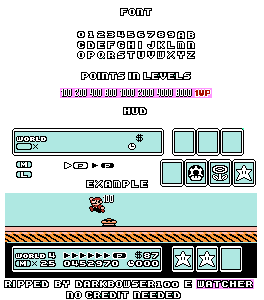 FONT
0123456789AB
CDEFGHIJKLMN
OPQRSTUVWXYZ
POINTS IN LEVELS
100 200 400 800 1000 2000 4000 8000 1UP
HUD
WORLD $
M P P
L
EXAMPLE
100
WORLD 4 P $87
M × 25 0452970 000
RIPPED BY DARKBOWSER100 E WATCHER
NO CREDIT NEEDED